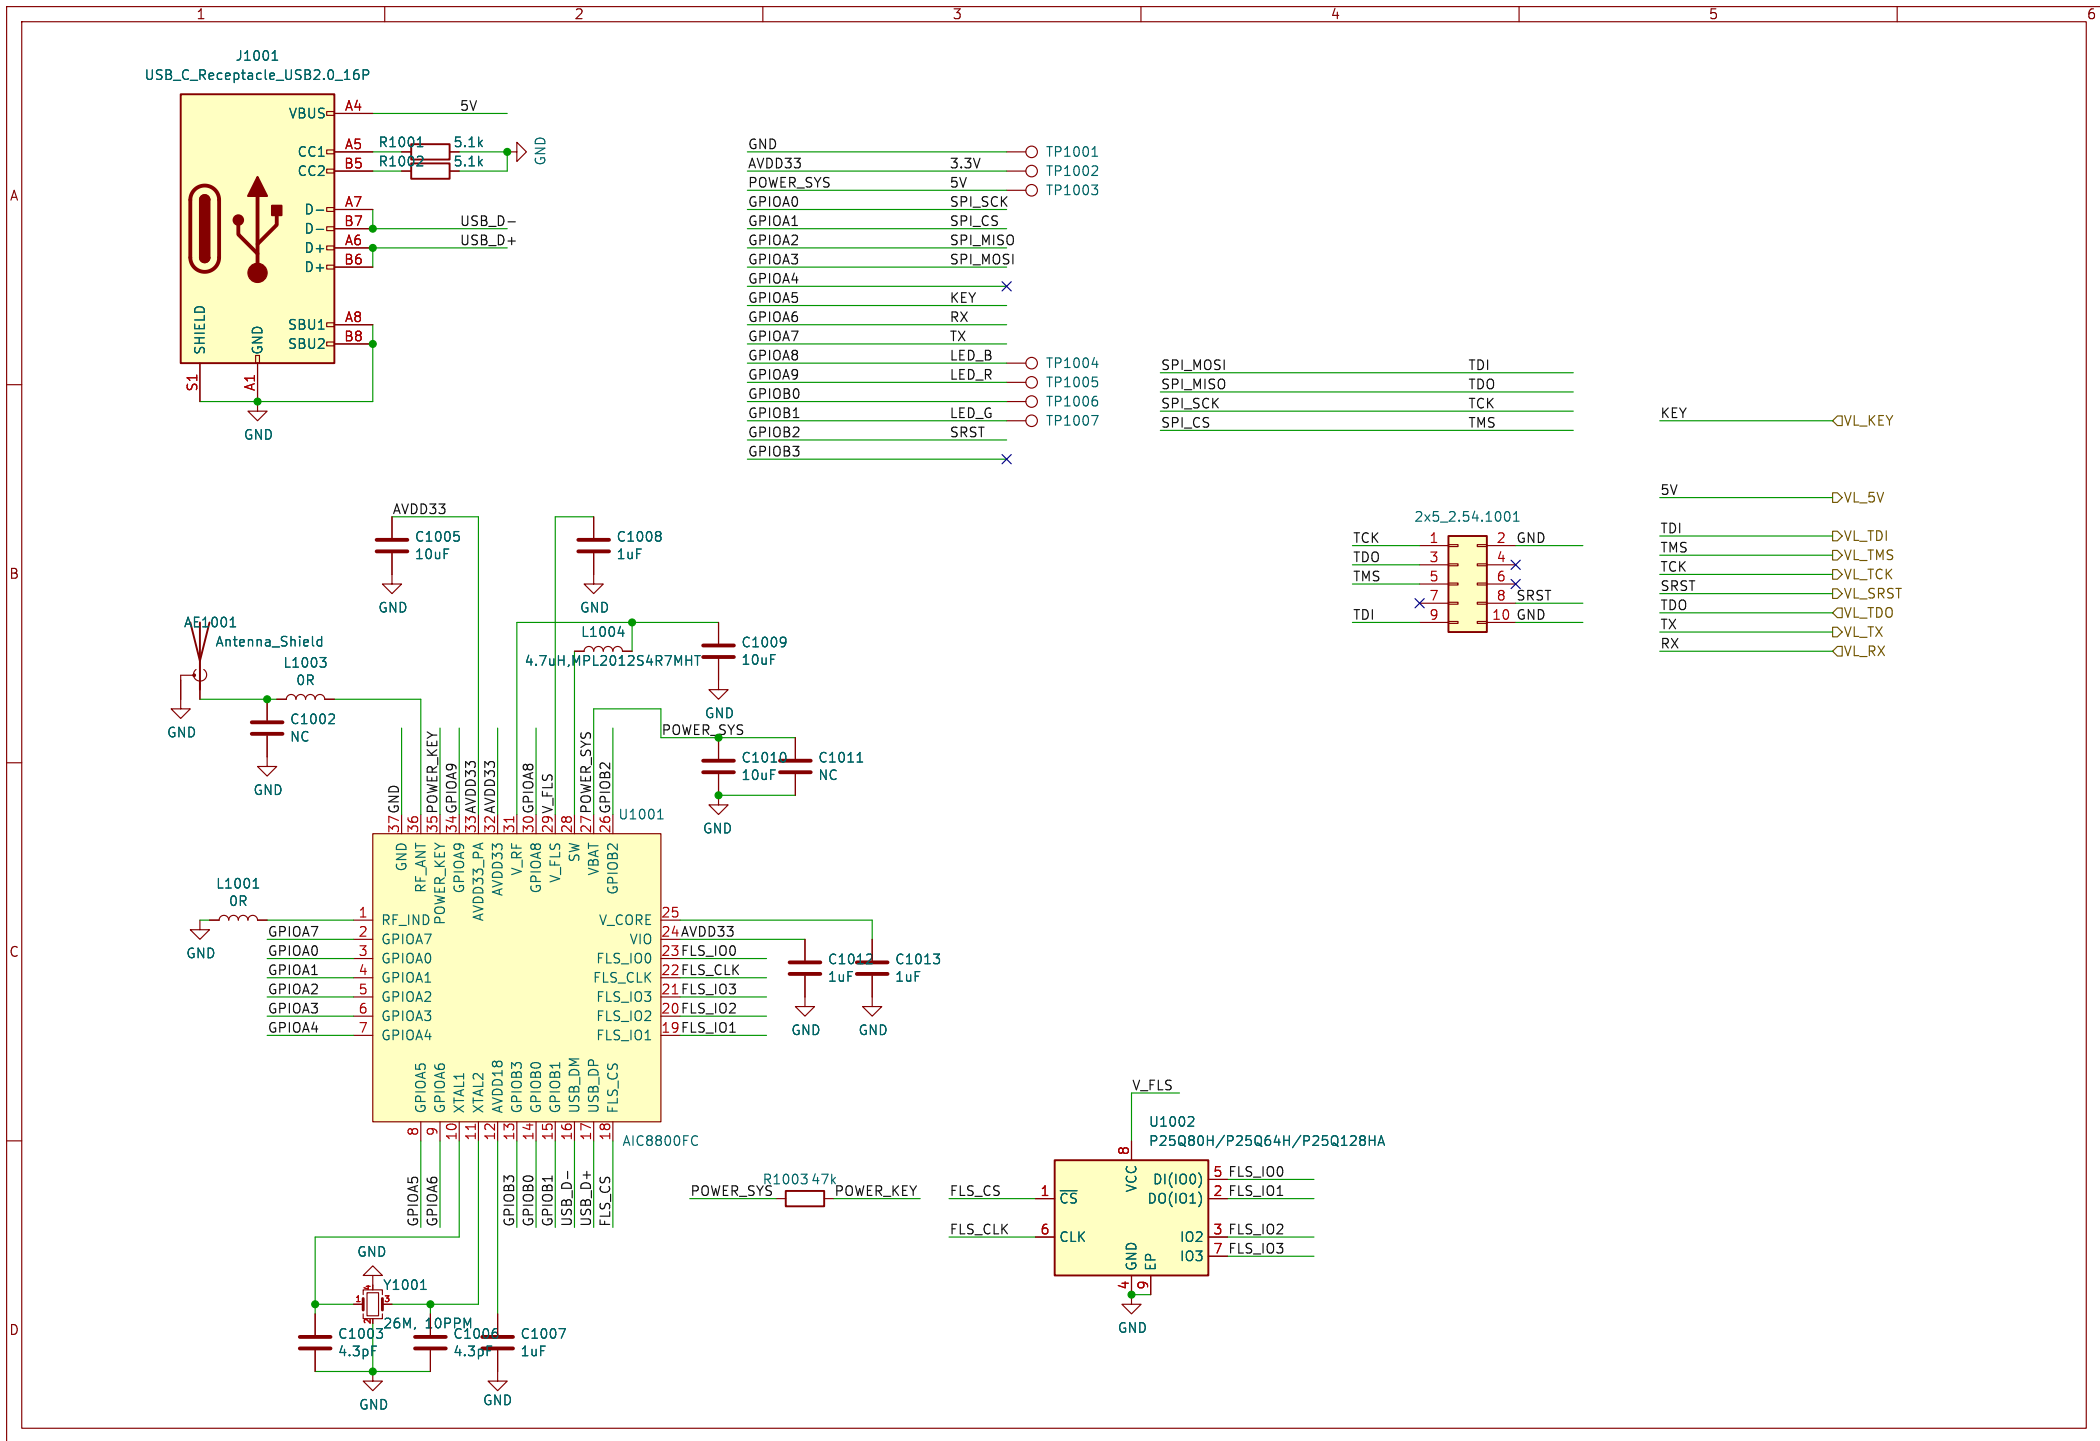 1 2 3 4 5 6
A
B
C
D
J1001
USB_C_Receptacle_USB2.0_16P
VBUS A4 5V
CC1 A5 R1001 5.1k
CC2 B5 R1002 5.1k
GND
D- A7
D- B7 USB_D-
D+ A6 USB_D+
D+ B6
SBU1 A8
SBU2 B8
SHIELD GND
S1 A1
GND
GND TP1001
AVDD33 3.3V TP1002
POWER_SYS 5V TP1003
GPIOA0 SPI_SCK
GPIOA1 SPI_CS
GPIOA2 SPI_MISO
GPIOA3 SPI_MOSI
GPIOA4
GPIOA5 KEY
GPIOA6 RX
GPIOA7 TX
GPIOA8 LED_B TP1004
GPIOA9 LED_R TP1005
GPIOB0 TP1006
GPIOB1 LED_G TP1007
GPIOB2 SRST
GPIOB3
SPI_MOSI TDI
SPI_MISO TDO
SPI_SCK TCK
SPI_CS TMS
KEY VL_KEY
5V VL_5V
TDI VL_TDI
TMS VL_TMS
TCK VL_TCK
SRST VL_SRST
TDO VL_TDO
TX VL_TX
RX VL_RX
2x5_2.54.1001
TCK 1 2 GND
TDO 3 4
TMS 5 6
7 8 SRST
TDI 9 10 GND
AVDD33
C1005
10uF
GND
C1008
1uF
GND
AE1001
Antenna_Shield
GND
L1003
0R
C1002
NC
GND
L1004
4.7uH,MPL2012S4R7MHT
C1009
10uF
GND
POWER_SYS
C1010
10uF
C1011
NC
GND
GND
POWER_KEY
GPIOA9
AVDD33
AVDD33
GPIOA8
V_FLS
POWER_SYS
GPIOB2
37 36 35 34 33 32 31 30 29 28 27 26
U1001
GND
RF_ANT
POWER_KEY
GPIOA9
AVDD33_PA
AVDD33
V_RF
GPIOA8
V_FLS
SW
VBAT
GPIOB2
L1001
0R
GND
1 RF_IND
GPIOA7 2 GPIOA7
GPIOA0 3 GPIOA0
GPIOA1 4 GPIOA1
GPIOA2 5 GPIOA2
GPIOA3 6 GPIOA3
GPIOA4 7 GPIOA4
V_CORE 25
VIO 24 AVDD33
FLS_IO0 23 FLS_IO0
FLS_CLK 22 FLS_CLK
FLS_IO3 21 FLS_IO3
FLS_IO2 20 FLS_IO2
FLS_IO1 19 FLS_IO1
C1012
1uF
GND
C1013
1uF
GND
GPIOA5
GPIOA6
XTAL1
XTAL2
AVDD18
GPIOB3
GPIOB0
GPIOB1
USB_DM
USB_DP
FLS_CS
8 9 10 11 12 13 14 15 16 17 18
AIC8800FC
GPIOA5
GPIOA6
GPIOB3
GPIOB0
GPIOB1
USB_D-
USB_D+
FLS_CS
GND
Y1001
1 2 3 4
26M, 10PPM
C1003
4.3pF
C1006
4.3pF
C1007
1uF
GND
GND
POWER_SYS R1003 47k POWER_KEY
V_FLS
U1002
P25Q80H/P25Q64H/P25Q128HA
8
VCC
FLS_CS 1 CS
FLS_CLK 6 CLK
DI(IO0) 5 FLS_IO0
DO(IO1) 2 FLS_IO1
IO2 3 FLS_IO2
IO3 7 FLS_IO3
GND EP
4 9
GND